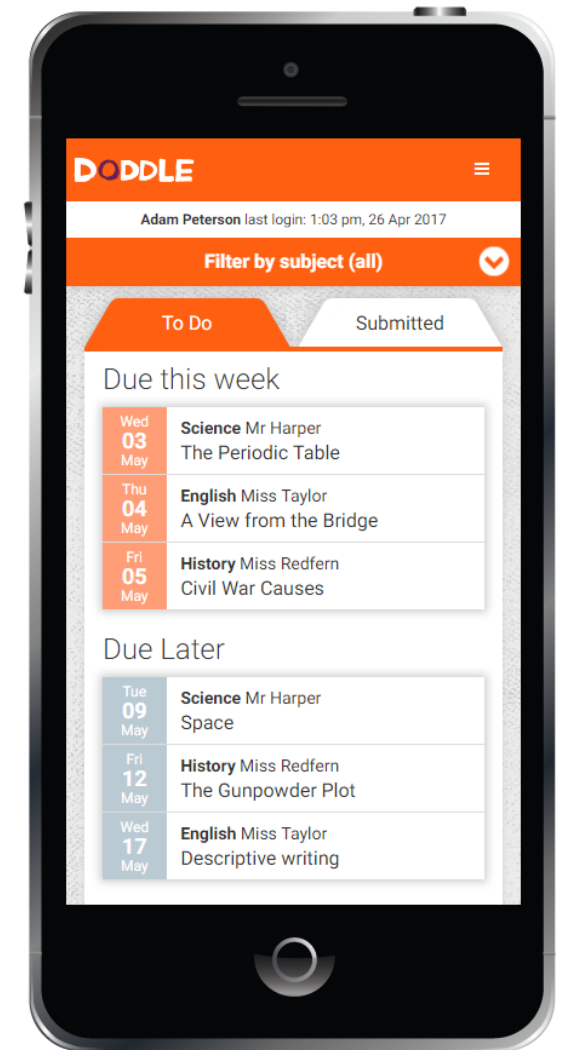 DODDLE
Adam Peterson last login: 1:03 pm, 26 Apr 2017
Filter by subject (all)
To Do
Submitted
Due this week
Wed
03
May
Science Mr Harper
The Periodic Table
Thu
04
May
English Miss Taylor
A View from the Bridge
Fri
05
May
History Miss Redfern
Civil War Causes
Due Later
Tue
09
May
Science Mr Harper
Space
Fri
12
May
History Miss Redfern
The Gunpowder Plot
Wed
17
May
English Miss Taylor
Descriptive writing